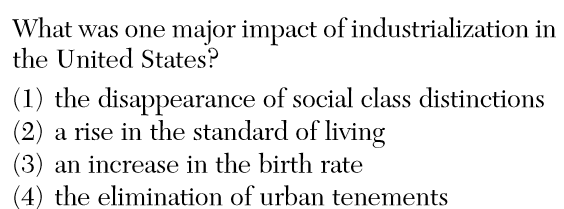 What was one major impact of industrialization in
the United States?
(1) the disappearance of social class distinctions
(2) a rise in the standard of living
(3) an increase in the birth rate
(4) the elimination of urban tenements